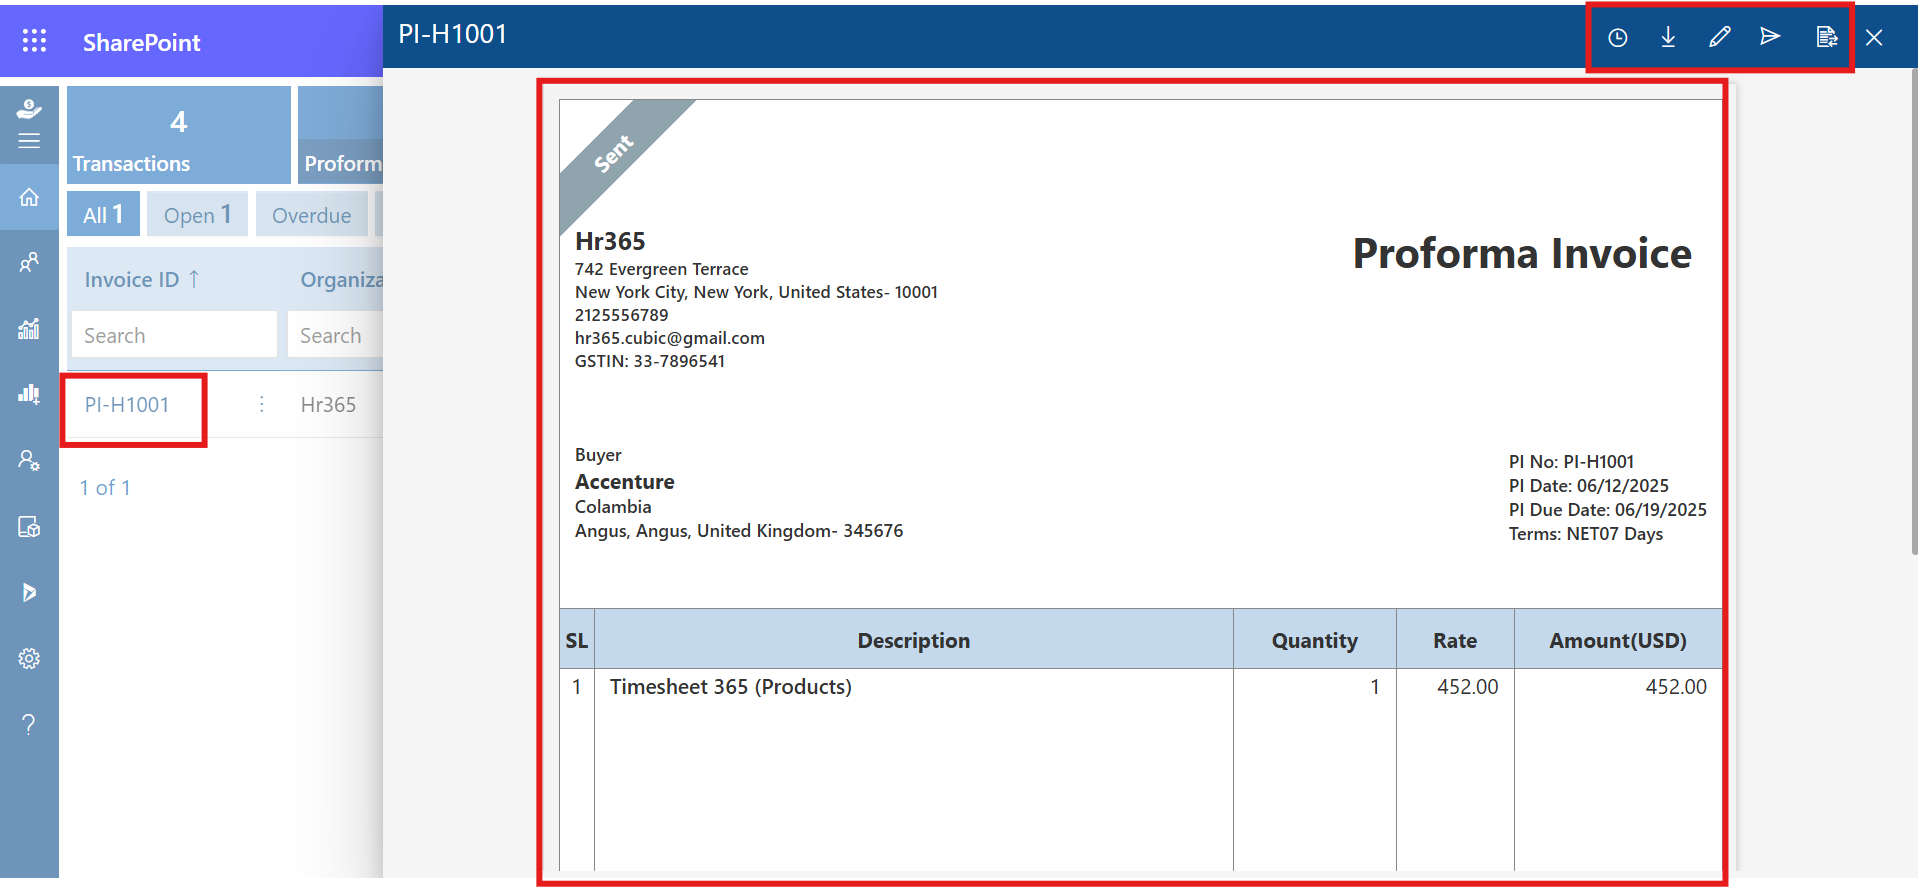 SharePoint
PI-H1001
4
Transactions
Proform
All 1
Open 1
Overdue
Invoice ID ↑
Organiza
Search
Search
PI-H1001
Hr365
1 of 1
Sent
Hr365
742 Evergreen Terrace
New York City, New York, United States- 10001
2125556789
hr365.cubic@gmail.com
GSTIN: 33-7896541
Proforma Invoice
Buyer
Accenture
Colambia
Angus, Angus, United Kingdom- 345676
PI No: PI-H1001
PI Date: 06/12/2025
PI Due Date: 06/19/2025
Terms: NET07 Days
SL Description Quantity Rate Amount(USD)
1 Timesheet 365 (Products) 1 452.00 452.00